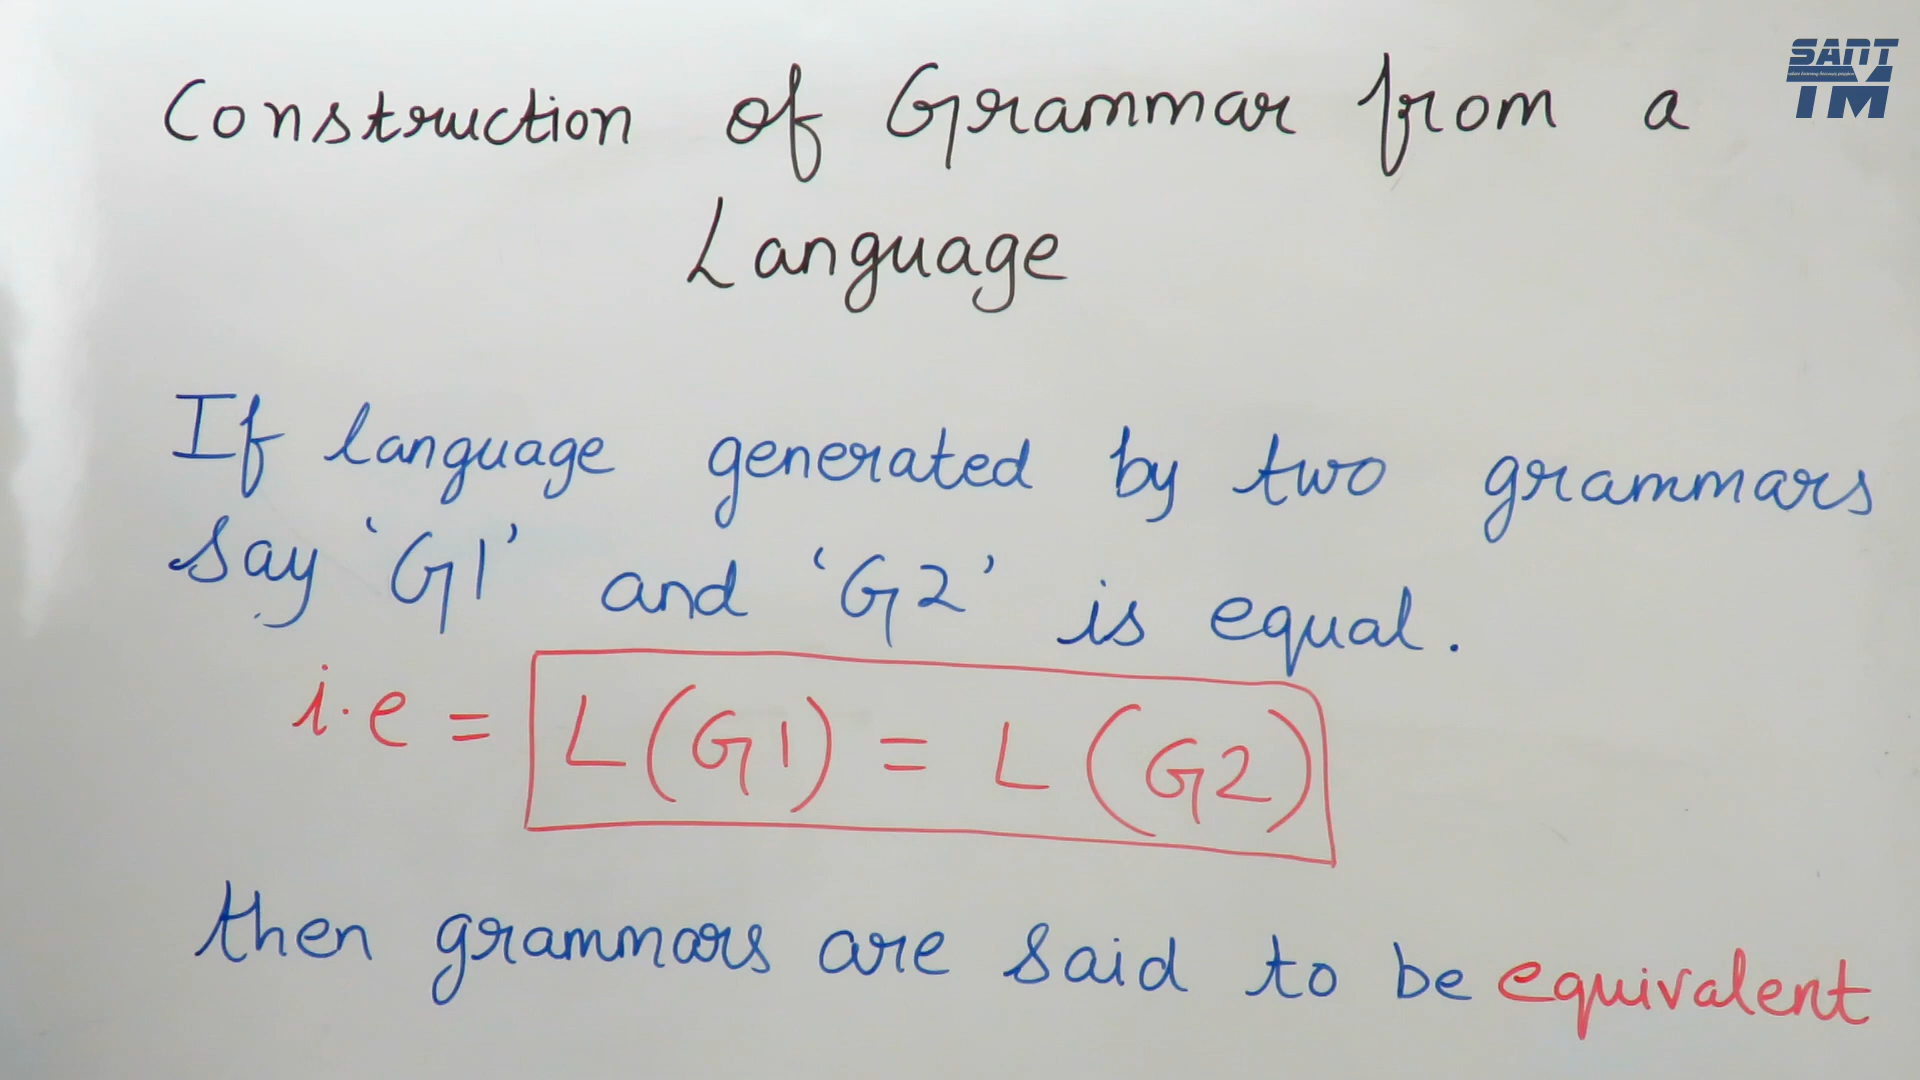 Construction of Grammar from a
Language
If language generated by two grammars
say 'G1' and 'G2' is equal.
i.e = L(G1) = L(G2)
then grammars are said to be equivalent
SANT
TM